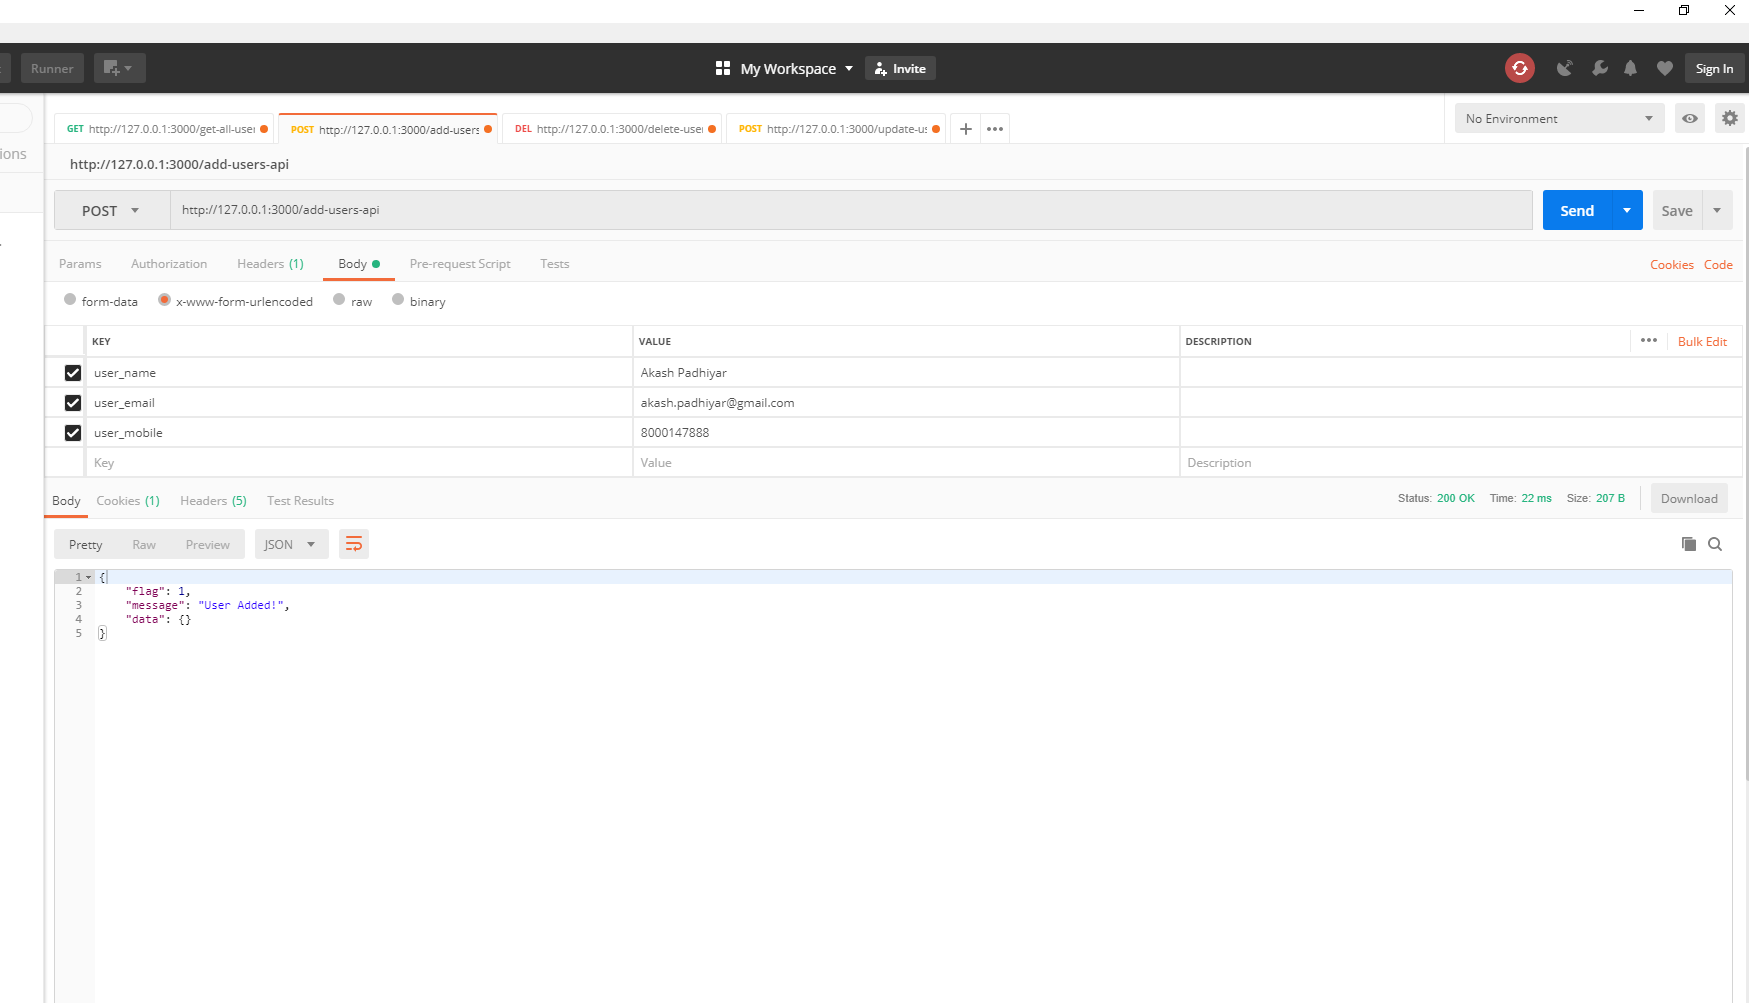 Runner
My Workspace
Invite
Sign In
GET http://127.0.0.1:3000/get-all-use
POST http://127.0.0.1:3000/add-users
DEL http://127.0.0.1:3000/delete-use
POST http://127.0.0.1:3000/update-u
No Environment
ions
http://127.0.0.1:3000/add-users-api
POST http://127.0.0.1:3000/add-users-api
Send
Save
Params Authorization Headers (1) Body Pre-request Script Tests
Cookies Code
form-data x-www-form-urlencoded raw binary
KEY VALUE DESCRIPTION Bulk Edit
user_name Akash Padhiyar
user_email akash.padhiyar@gmail.com
user_mobile 8000147888
Key Value Description
Body Cookies (1) Headers (5) Test Results
Status: 200 OK Time: 22 ms Size: 207 B Download
Pretty Raw Preview JSON
1 {
2 "flag": 1,
3 "message": "User Added!",
4 "data": {}
5 }